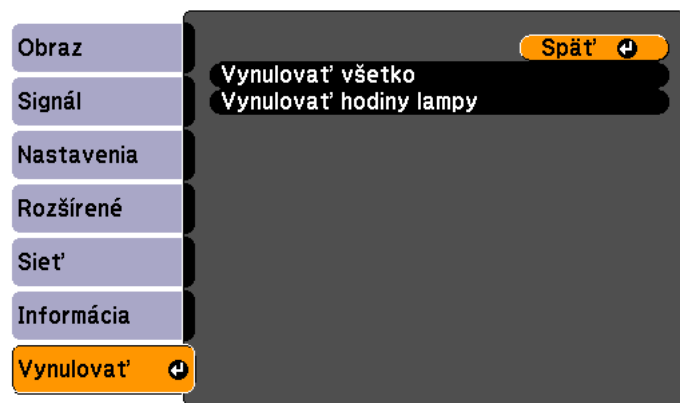 Obraz
Signál
Nastavenia
Rozšírené
Sieť
Informácia
Vynulovať
Späť
Vynulovať všetko
Vynulovať hodiny lampy